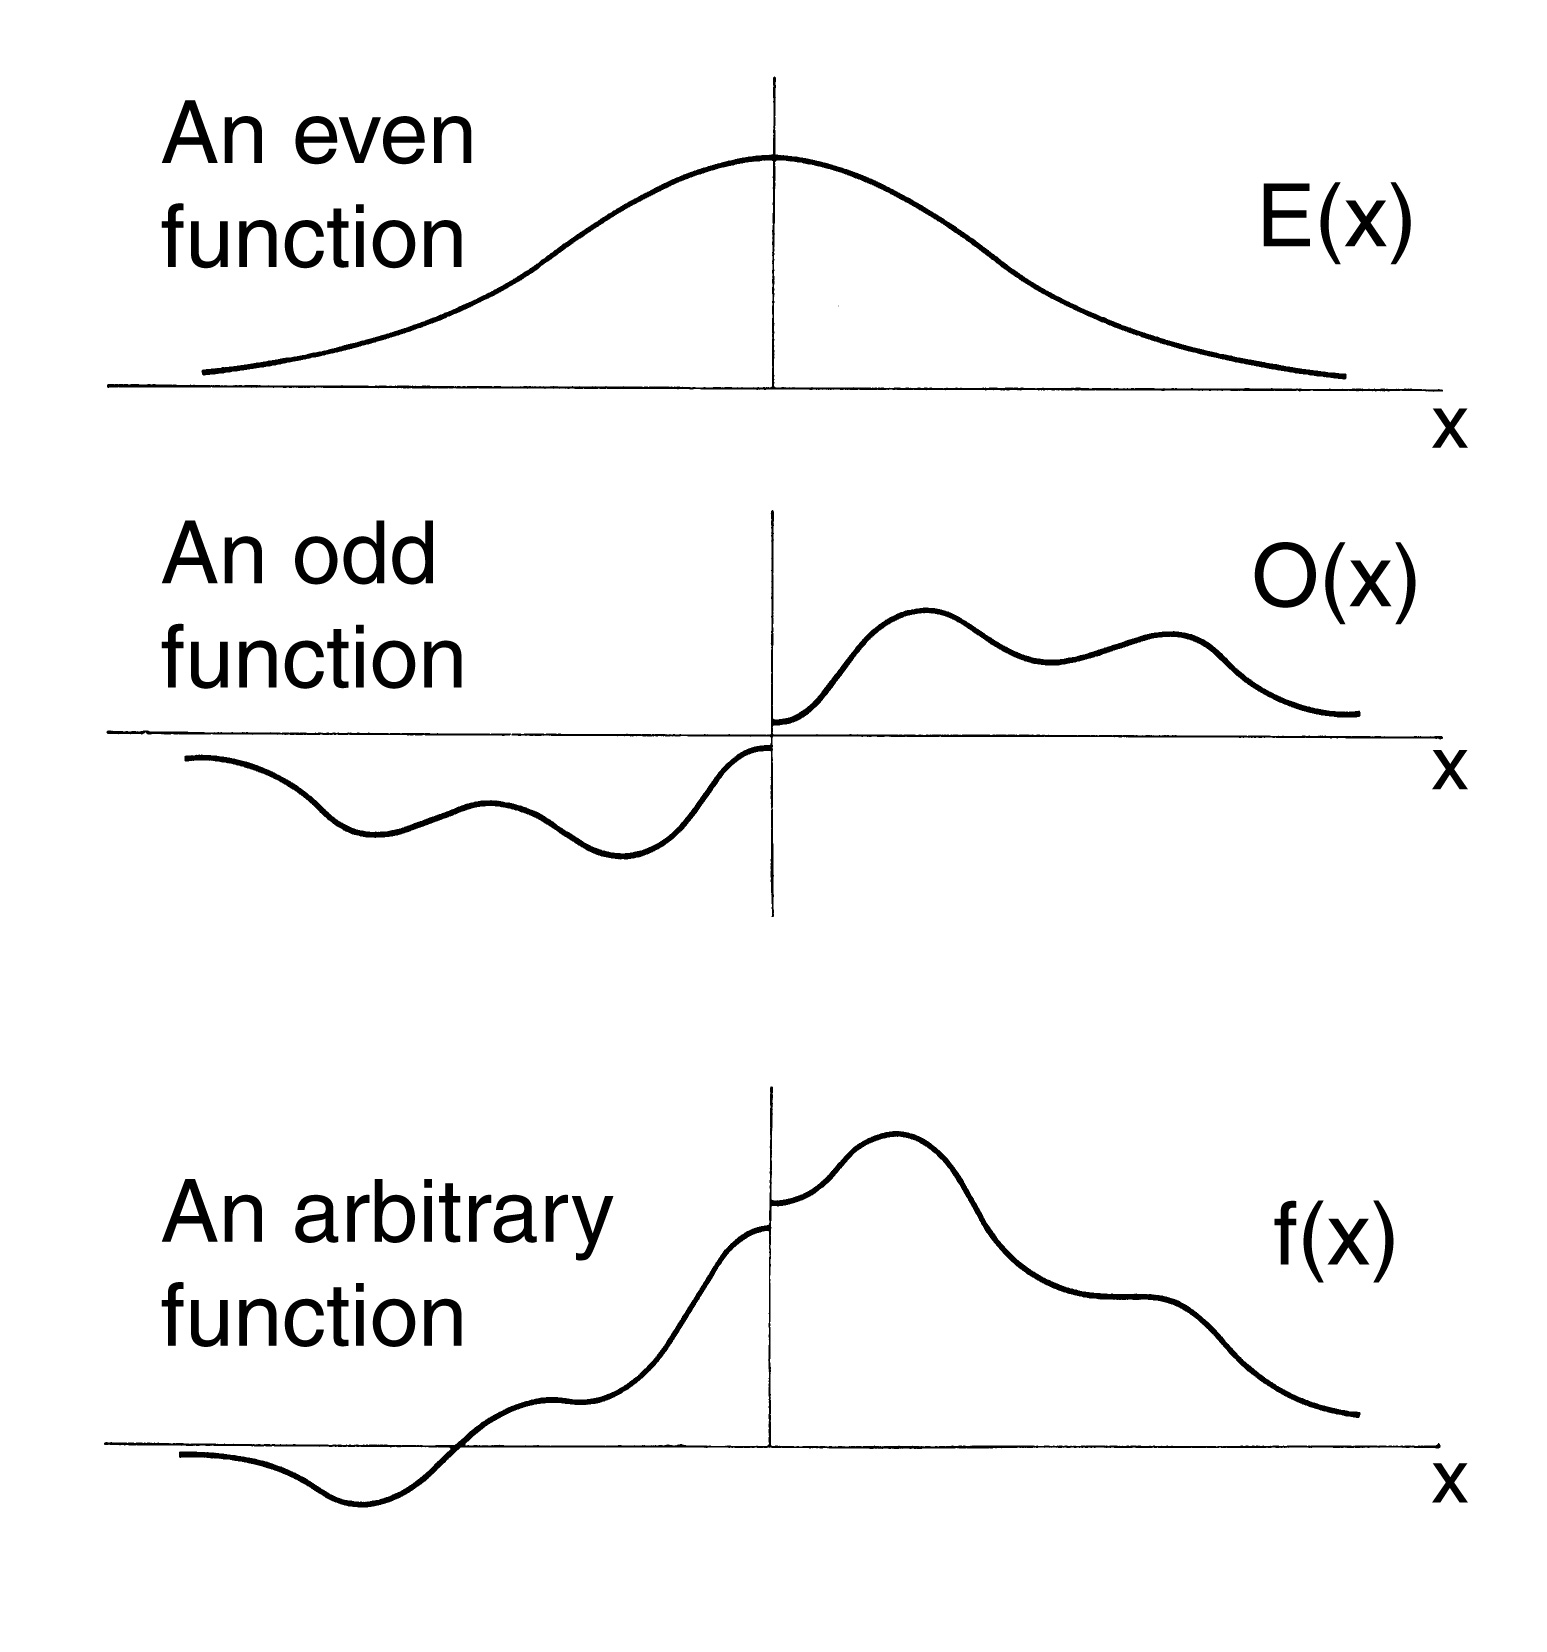 An even
function
E(x)
x
An odd
function
O(x)
x
An arbitrary
function
f(x)
x